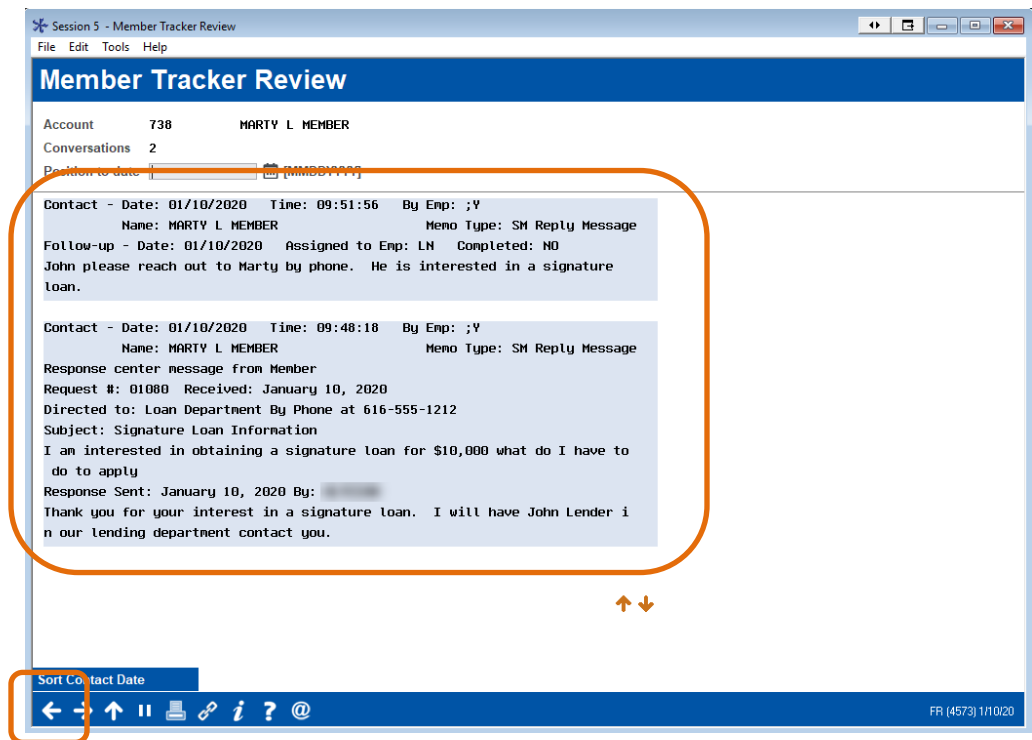 Session 5 - Member Tracker Review
File Edit Tools Help
Member Tracker Review
Account 738 MARTY L MEMBER
Conversations 2
Position to date [MMDDYYYY]
Contact - Date: 01/10/2020 Time: 09:51:56 By Emp: ;Y
Name: MARTY L MEMBER Memo Type: SM Reply Message
Follow-up - Date: 01/10/2020 Assigned to Emp: LN Completed: NO
John please reach out to Marty by phone. He is interested in a signature
loan.
Contact - Date: 01/10/2020 Time: 09:48:18 By Emp: ;Y
Name: MARTY L MEMBER Memo Type: SM Reply Message
Response center message from Member
Request #: 01080 Received: January 10, 2020
Directed to: Loan Department By Phone at 616-555-1212
Subject: Signature Loan Information
I am interested in obtaining a signature loan for $10,000 what do I have to
do to apply
Response Sent: January 10, 2020 By:
Thank you for your interest in a signature loan. I will have John Lender i
n our lending department contact you.
Sort Contact Date
FR (4573) 1/10/20